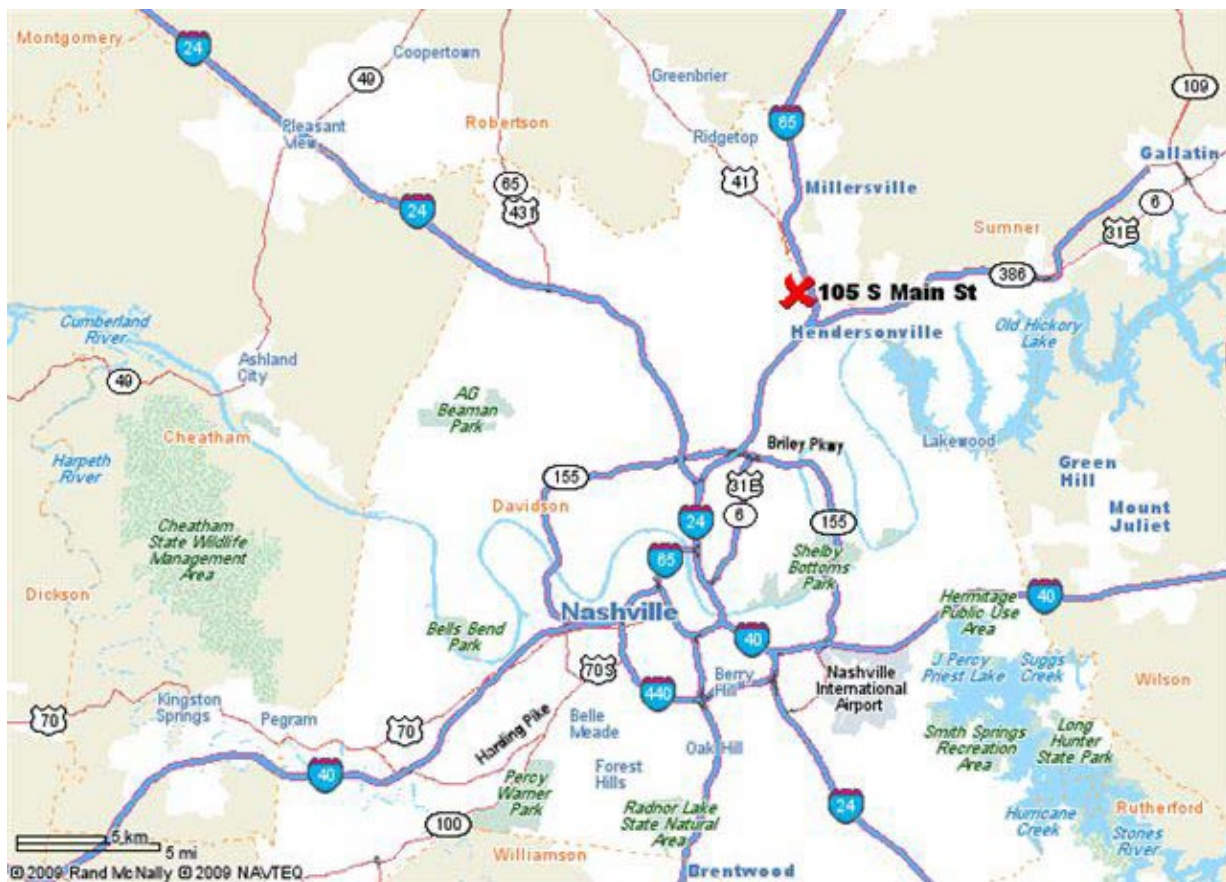 Montgomery
24
Coopertown
49
Greenbrier
109
Pleasant
View
Robertson
65
Ridgetop
Gallatin
65
431
41
Millersville
6
24
Sumner
31E
386
105 S Main St
Cumberland
River
Hendersonville
Old Hickory
Lake
Ashland
City
49
AG
Beaman
Park
Cheatham
Briley Pkwy
Lakewood
Harpeth
River
155
31E
Green
Hill
Davidson
6
Mount
Juliet
24
155
Cheatham
State Wildlife
Management
Area
65
Shelby
Bottoms
Park
Dickson
Nashville
Hermitage
Public Use
Area
40
Bells Bend
Park
40
70S
Berry
Hill
Nashville
International
Airport
J Percy
Priest Lake
Suggs
Creek
Wilson
440
Kingston
Springs
Pegram
70
70
Harding Pike
Belle
Meade
Oak Hill
Smith Springs
Recreation
Area
Long
Hunter
State Park
40
Forest
Hills
Percy
Warner
Park
24
Radnor Lake
State Natural
Area
Hurricane
Creek
Rutherford
Stones
River
100
5 km
5 mi
Williamson
Brentwood
© 2009 Rand McNally © 2009 NAVTEQ